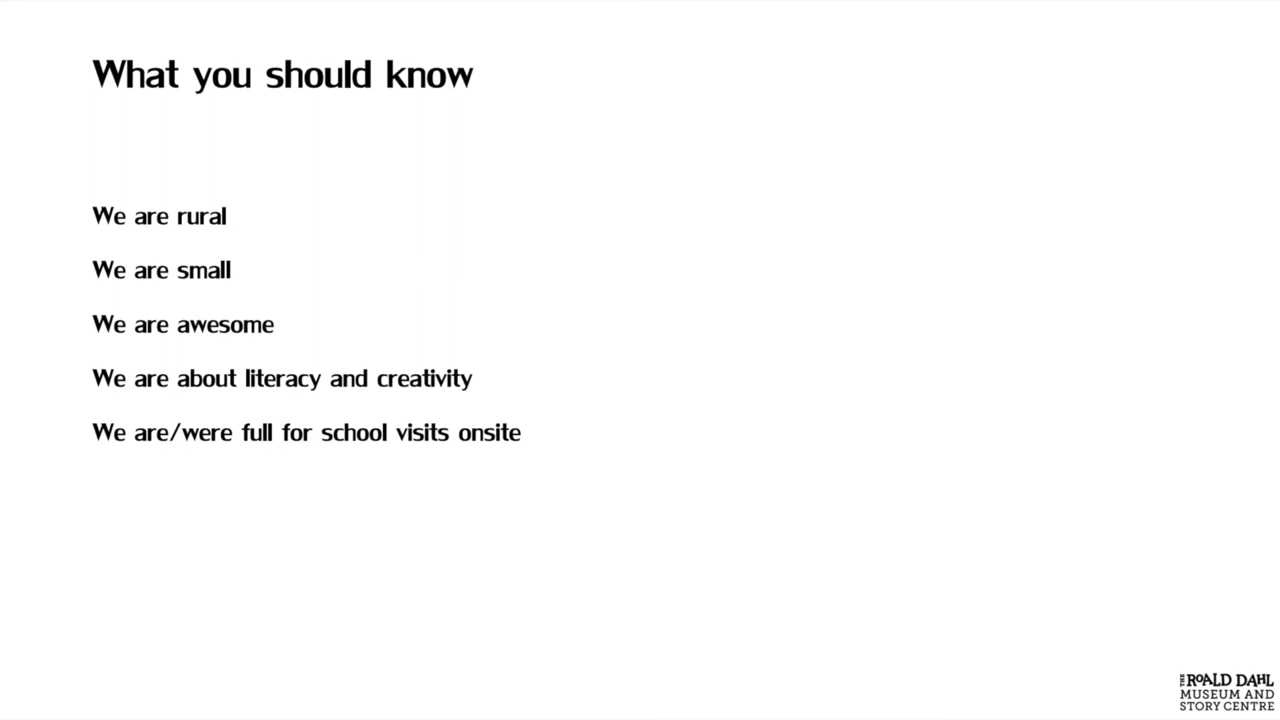 What you should know
We are rural
We are small
We are awesome
We are about literacy and creativity
We are/were full for school visits onsite
THE ROALD DAHL
MUSEUM AND
STORY CENTRE